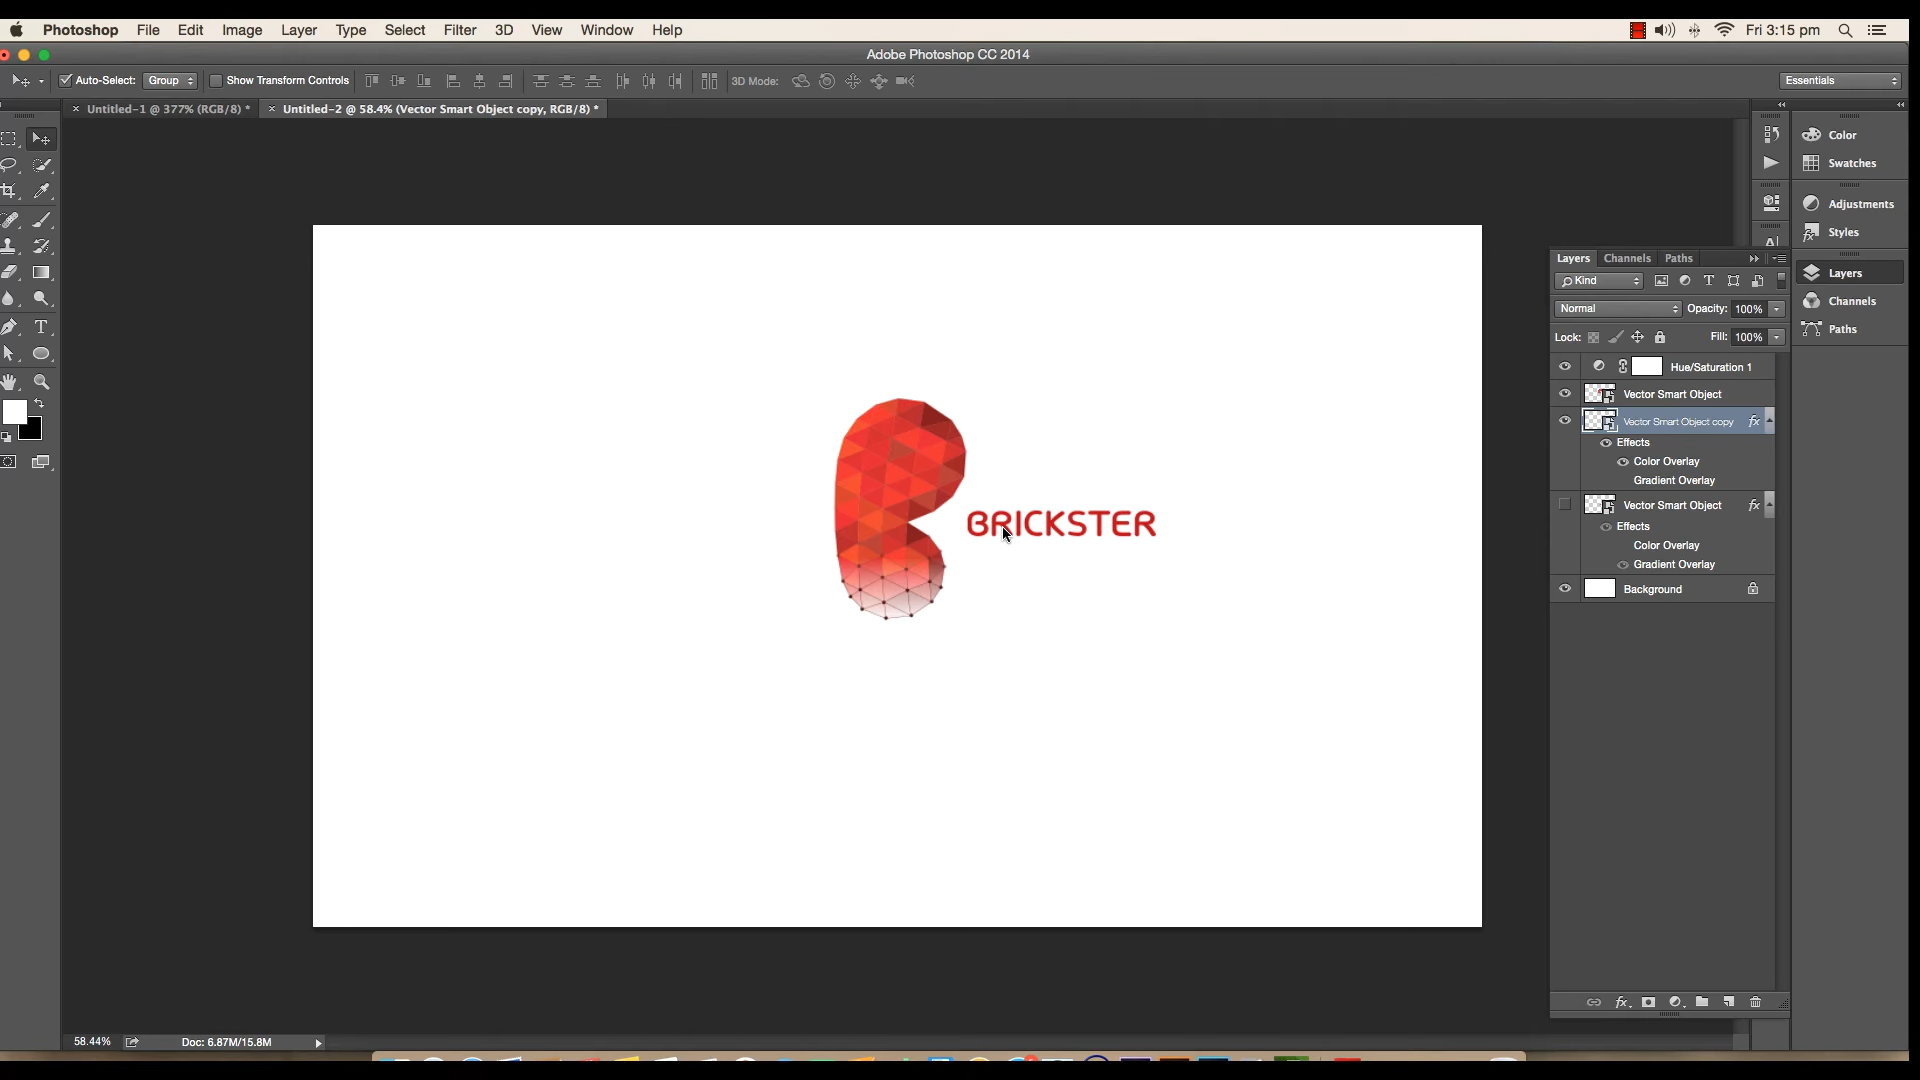 Photoshop File Edit Image Layer Type Select Filter 3D View Window Help Fri 3:15 pm
Adobe Photoshop CC 2014
Auto-Select: Group Show Transform Controls 3D Mode: Essentials
Untitled-1 @ 377% (RGB/8) * Untitled-2 @ 58.4% (Vector Smart Object copy, RGB/8) *
Color
Swatches
Adjustments
Styles
Layers
Channels
Paths
Layers Channels Paths
Kind
Normal Opacity: 100%
Lock: Fill: 100%
Hue/Saturation 1
Vector Smart Object
Vector Smart Object copy fx
Effects
Color Overlay
Gradient Overlay
Vector Smart Object fx
Effects
Color Overlay
Gradient Overlay
Background
BRICKSTER
58.44% Doc: 6.87M/15.8M